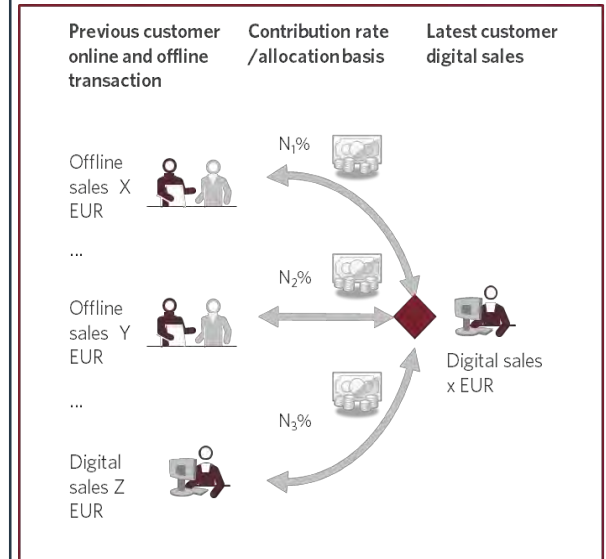 Previous customer
online and offline
transaction
Contribution rate
/allocation basis
Latest customer
digital sales
Offline
sales X
EUR
N₁%
...
Offline
sales Y
EUR
N₂%
Digital sales
x EUR
...
N₃%
Digital
sales Z
EUR